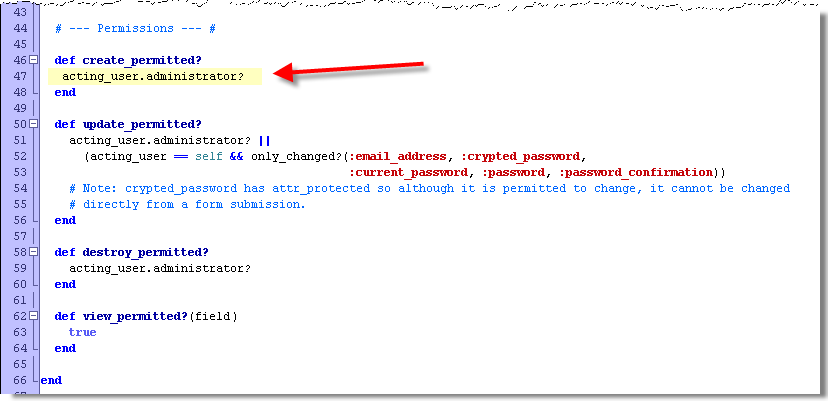 43
44 # --- Permissions --- #
45
46 def create_permitted?
47 acting_user.administrator?
48 end
49
50 def update_permitted?
51 acting_user.administrator? ||
52 (acting_user == self && only_changed?(:email_address, :crypted_password,
53 :current_password, :password, :password_confirmation))
54 # Note: crypted_password has attr_protected so although it is permitted to change, it cannot be changed
55 # directly from a form submission.
56 end
57
58 def destroy_permitted?
59 acting_user.administrator?
60 end
61
62 def view_permitted?(field)
63 true
64 end
65
66 end